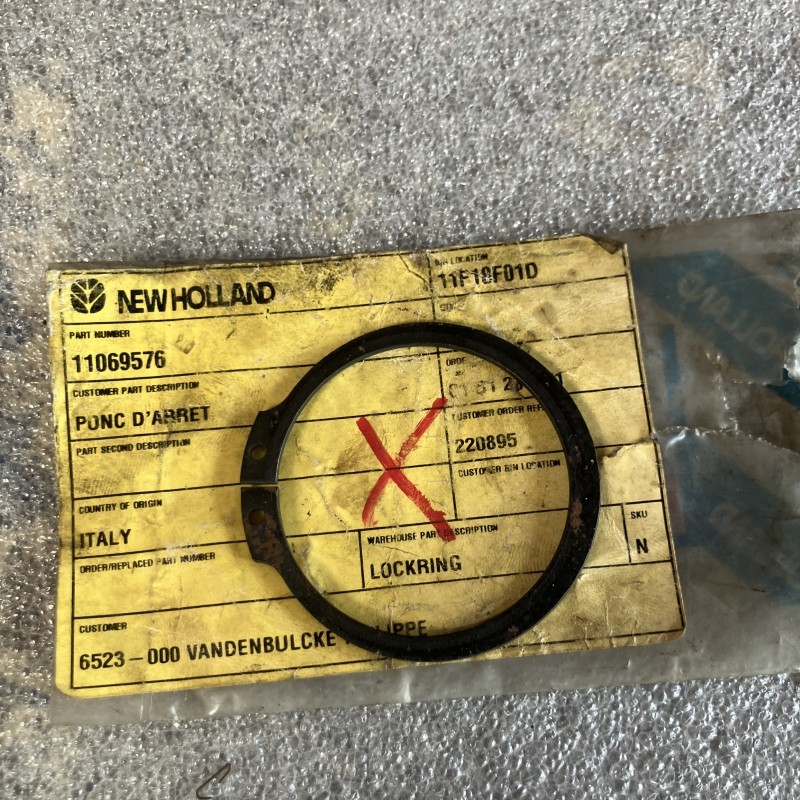 NEW HOLLAND
BIN LOCATION
11F18F01D
PART NUMBER
11069576
CUSTOMER PART DESCRIPTION
PONC D'ARRET
PART SECOND DESCRIPTION
CUSTOMER ORDER
220895
CUSTOMER BIN LOCATION
COUNTRY OF ORIGIN
ITALY
ORDER/REPLACED PART NUMBER
WAREHOUSE PART DESCRIPTION
LOCKRING
SKU
N
CUSTOMER
6523-000 VANDENBULCKE
X